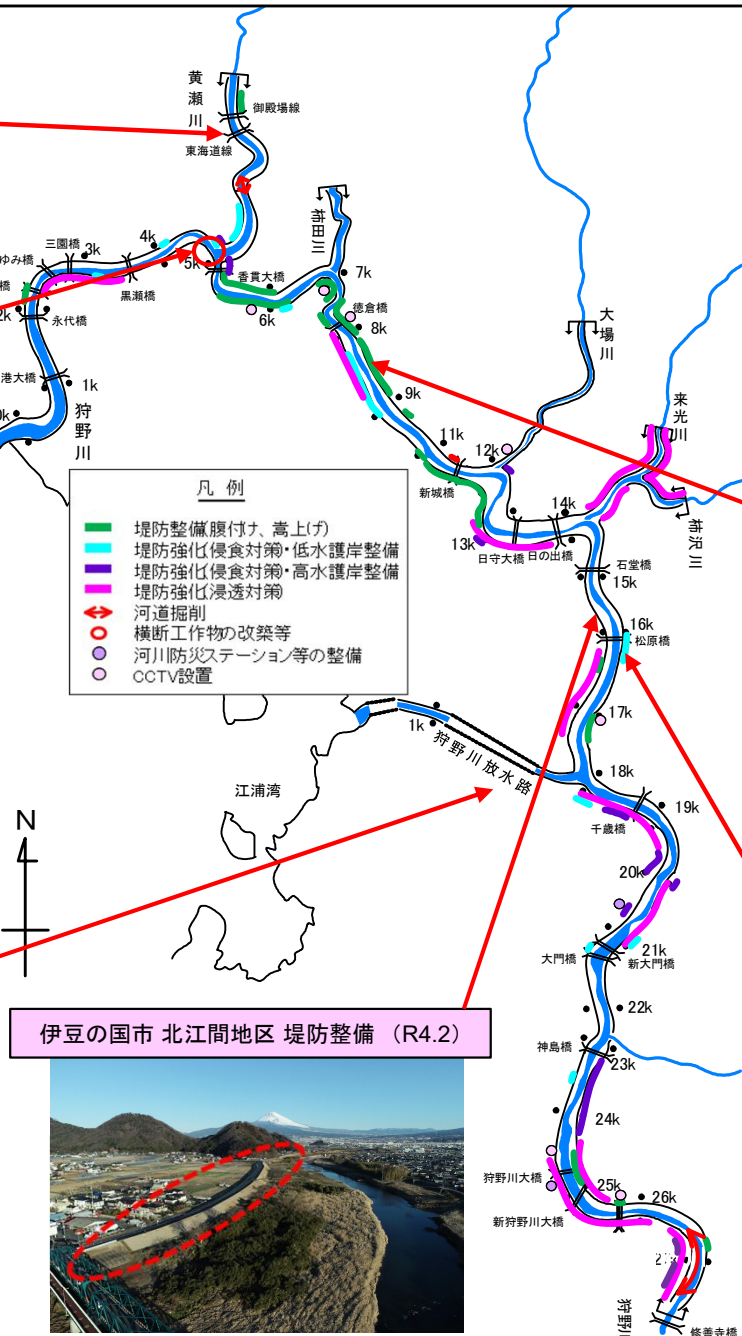 黄瀬川
御殿場線
東海道線
柿田川
4k
三園橋
3k
ゆみ橋
橋
2k
永代橋
黒瀬橋
5k
香貫大橋
6k
7k
徳倉橋
8k
9k
港大橋
1k
0k
狩野川
大場川
来光川
11k
12k
新城橋
14k
柿沢川
13k
日守大橋
日の出橋
石堂橋
15k
凡 例
堤防整備(腹付け、嵩上げ)
堤防強化(侵食対策)・低水護岸整備
堤防強化(侵食対策)・高水護岸整備
堤防強化(浸透対策)
河道掘削
横断工作物の改築等
河川防災ステーション等の整備
CCTV設置
16k
松原橋
17k
1k
狩野川放水路
18k
江浦湾
19k
千歳橋
N
20k
21k
大門橋
新大門橋
22k
伊豆の国市 北江間地区 堤防整備 (R4.2)
神島橋
23k
24k
狩野川大橋
25k
26k
新狩野川大橋
狩野
修善寺橋